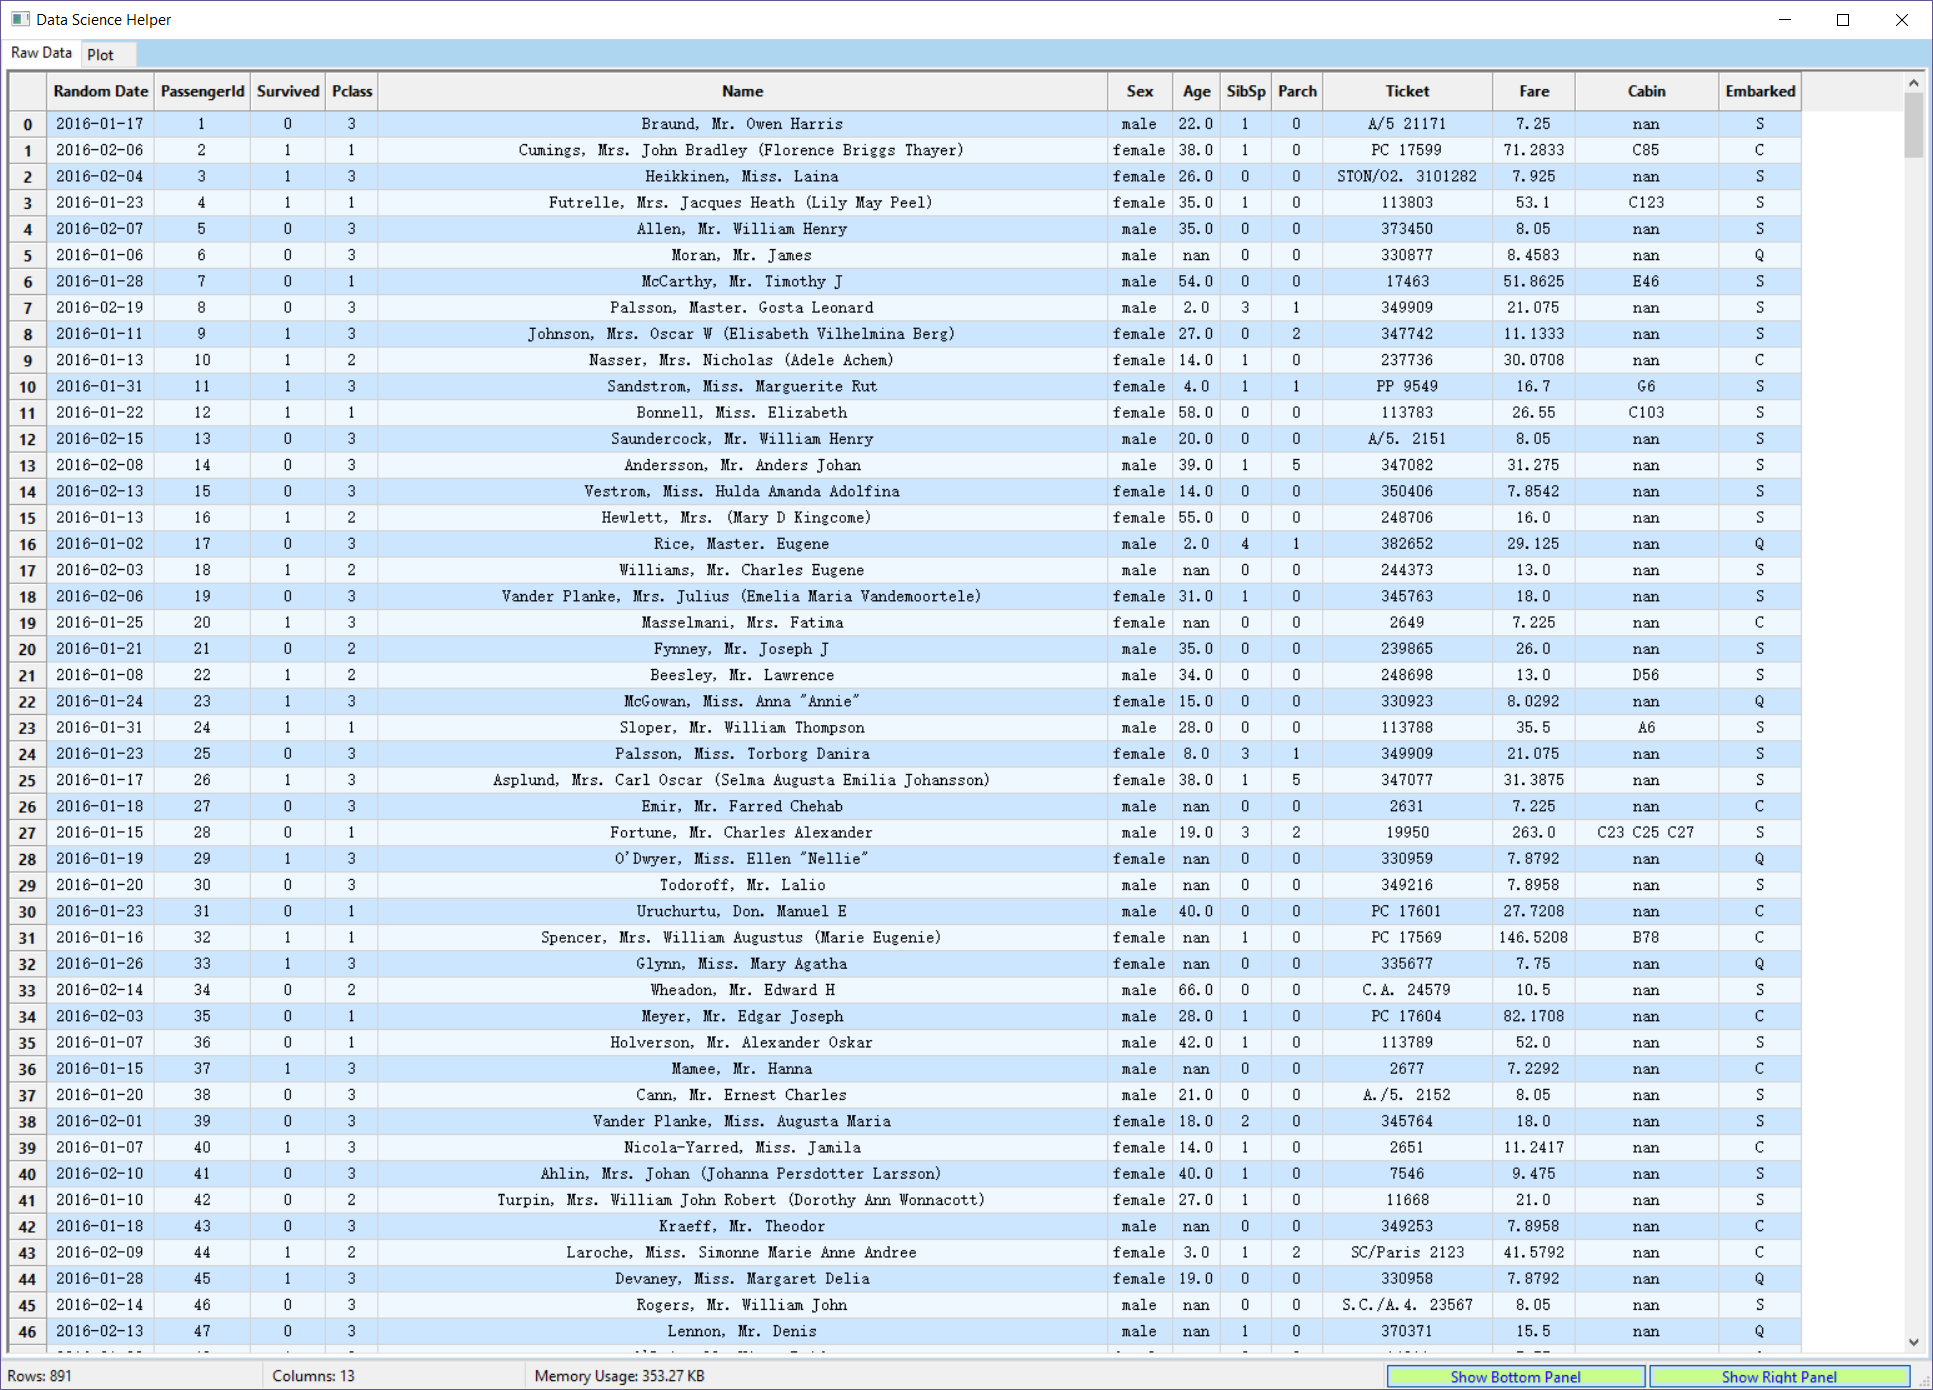 Data Science Helper
Raw Data Plot
Random Date PassengerId Survived Pclass Name Sex Age SibSp Parch Ticket Fare Cabin Embarked
0 2016-01-17 1 0 3 Braund, Mr. Owen Harris male 22.0 1 0 A/5 21171 7.25 nan S
1 2016-02-06 2 1 1 Cumings, Mrs. John Bradley (Florence Briggs Thayer) female 38.0 1 0 PC 17599 71.2833 C85 C
2 2016-02-04 3 1 3 Heikkinen, Miss. Laina female 26.0 0 0 STON/O2. 3101282 7.925 nan S
3 2016-01-23 4 1 1 Futrelle, Mrs. Jacques Heath (Lily May Peel) female 35.0 1 0 113803 53.1 C123 S
4 2016-02-07 5 0 3 Allen, Mr. William Henry male 35.0 0 0 373450 8.05 nan S
5 2016-01-06 6 0 3 Moran, Mr. James male nan 0 0 330877 8.4583 nan Q
6 2016-01-28 7 0 1 McCarthy, Mr. Timothy J male 54.0 0 0 17463 51.8625 E46 S
7 2016-02-19 8 0 3 Palsson, Master. Gosta Leonard male 2.0 3 1 349909 21.075 nan S
8 2016-01-11 9 1 3 Johnson, Mrs. Oscar W (Elisabeth Vilhelmina Berg) female 27.0 0 2 347742 11.1333 nan S
9 2016-01-13 10 1 2 Nasser, Mrs. Nicholas (Adele Achem) female 14.0 1 0 237736 30.0708 nan C
10 2016-01-31 11 1 3 Sandstrom, Miss. Marguerite Rut female 4.0 1 1 PP 9549 16.7 G6 S
11 2016-01-22 12 1 1 Bonnell, Miss. Elizabeth female 58.0 0 0 113783 26.55 C103 S
12 2016-02-15 13 0 3 Saundercock, Mr. William Henry male 20.0 0 0 A/5. 2151 8.05 nan S
13 2016-02-08 14 0 3 Andersson, Mr. Anders Johan male 39.0 1 5 347082 31.275 nan S
14 2016-02-13 15 0 3 Vestrom, Miss. Hulda Amanda Adolfina female 14.0 0 0 350406 7.8542 nan S
15 2016-01-13 16 1 2 Hewlett, Mrs. (Mary D Kingcome) female 55.0 0 0 248706 16.0 nan S
16 2016-01-02 17 0 3 Rice, Master. Eugene male 2.0 4 1 382652 29.125 nan Q
17 2016-02-03 18 1 2 Williams, Mr. Charles Eugene male nan 0 0 244373 13.0 nan S
18 2016-02-06 19 0 3 Vander Planke, Mrs. Julius (Emelia Maria Vandemoortele) female 31.0 1 0 345763 18.0 nan S
19 2016-01-25 20 1 3 Masselmani, Mrs. Fatima female nan 0 0 2649 7.225 nan C
20 2016-01-21 21 0 2 Fynney, Mr. Joseph J male 35.0 0 0 239865 26.0 nan S
21 2016-01-08 22 1 2 Beesley, Mr. Lawrence male 34.0 0 0 248698 13.0 D56 S
22 2016-01-24 23 1 3 McGowan, Miss. Anna "Annie" female 15.0 0 0 330923 8.0292 nan Q
23 2016-01-31 24 1 1 Sloper, Mr. William Thompson male 28.0 0 0 113788 35.5 A6 S
24 2016-01-23 25 0 3 Palsson, Miss. Torborg Danira female 8.0 3 1 349909 21.075 nan S
25 2016-01-17 26 1 3 Asplund, Mrs. Carl Oscar (Selma Augusta Emilia Johansson) female 38.0 1 5 347077 31.3875 nan S
26 2016-01-18 27 0 3 Emir, Mr. Farred Chehab male nan 0 0 2631 7.225 nan C
27 2016-01-15 28 0 1 Fortune, Mr. Charles Alexander male 19.0 3 2 19950 263.0 C23 C25 C27 S
28 2016-01-19 29 1 3 O'Dwyer, Miss. Ellen "Nellie" female nan 0 0 330959 7.8792 nan Q
29 2016-01-20 30 0 3 Todoroff, Mr. Lalio male nan 0 0 349216 7.8958 nan S
30 2016-01-23 31 0 1 Uruchurtu, Don. Manuel E male 40.0 0 0 PC 17601 27.7208 nan C
31 2016-01-16 32 1 1 Spencer, Mrs. William Augustus (Marie Eugenie) female nan 1 0 PC 17569 146.5208 B78 C
32 2016-01-26 33 1 3 Glynn, Miss. Mary Agatha female nan 0 0 335677 7.75 nan Q
33 2016-02-14 34 0 2 Wheadon, Mr. Edward H male 66.0 0 0 C.A. 24579 10.5 nan S
34 2016-02-03 35 0 1 Meyer, Mr. Edgar Joseph male 28.0 1 0 PC 17604 82.1708 nan C
35 2016-01-07 36 0 1 Holverson, Mr. Alexander Oskar male 42.0 1 0 113789 52.0 nan S
36 2016-01-15 37 1 3 Mamee, Mr. Hanna male nan 0 0 2677 7.2292 nan C
37 2016-01-20 38 0 3 Cann, Mr. Ernest Charles male 21.0 0 0 A./5. 2152 8.05 nan S
38 2016-02-01 39 0 3 Vander Planke, Miss. Augusta Maria female 18.0 2 0 345764 18.0 nan S
39 2016-01-07 40 1 3 Nicola-Yarred, Miss. Jamila female 14.0 1 0 2651 11.2417 nan C
40 2016-02-10 41 0 3 Ahlin, Mrs. Johan (Johanna Persdotter Larsson) female 40.0 1 0 7546 9.475 nan S
41 2016-01-10 42 0 2 Turpin, Mrs. William John Robert (Dorothy Ann Wonnacott) female 27.0 1 0 11668 21.0 nan S
42 2016-01-18 43 0 3 Kraeff, Mr. Theodor male nan 0 0 349253 7.8958 nan C
43 2016-02-09 44 1 2 Laroche, Miss. Simonne Marie Anne Andree female 3.0 1 2 SC/Paris 2123 41.5792 nan C
44 2016-01-28 45 1 3 Devaney, Miss. Margaret Delia female 19.0 0 0 330958 7.8792 nan Q
45 2016-02-14 46 0 3 Rogers, Mr. William John male nan 0 0 S.C./A.4. 23567 8.05 nan S
46 2016-02-13 47 0 3 Lennon, Mr. Denis male nan 1 0 370371 15.5 nan Q
Rows: 891 Columns: 13 Memory Usage: 353.27 KB Show Bottom Panel Show Right Panel